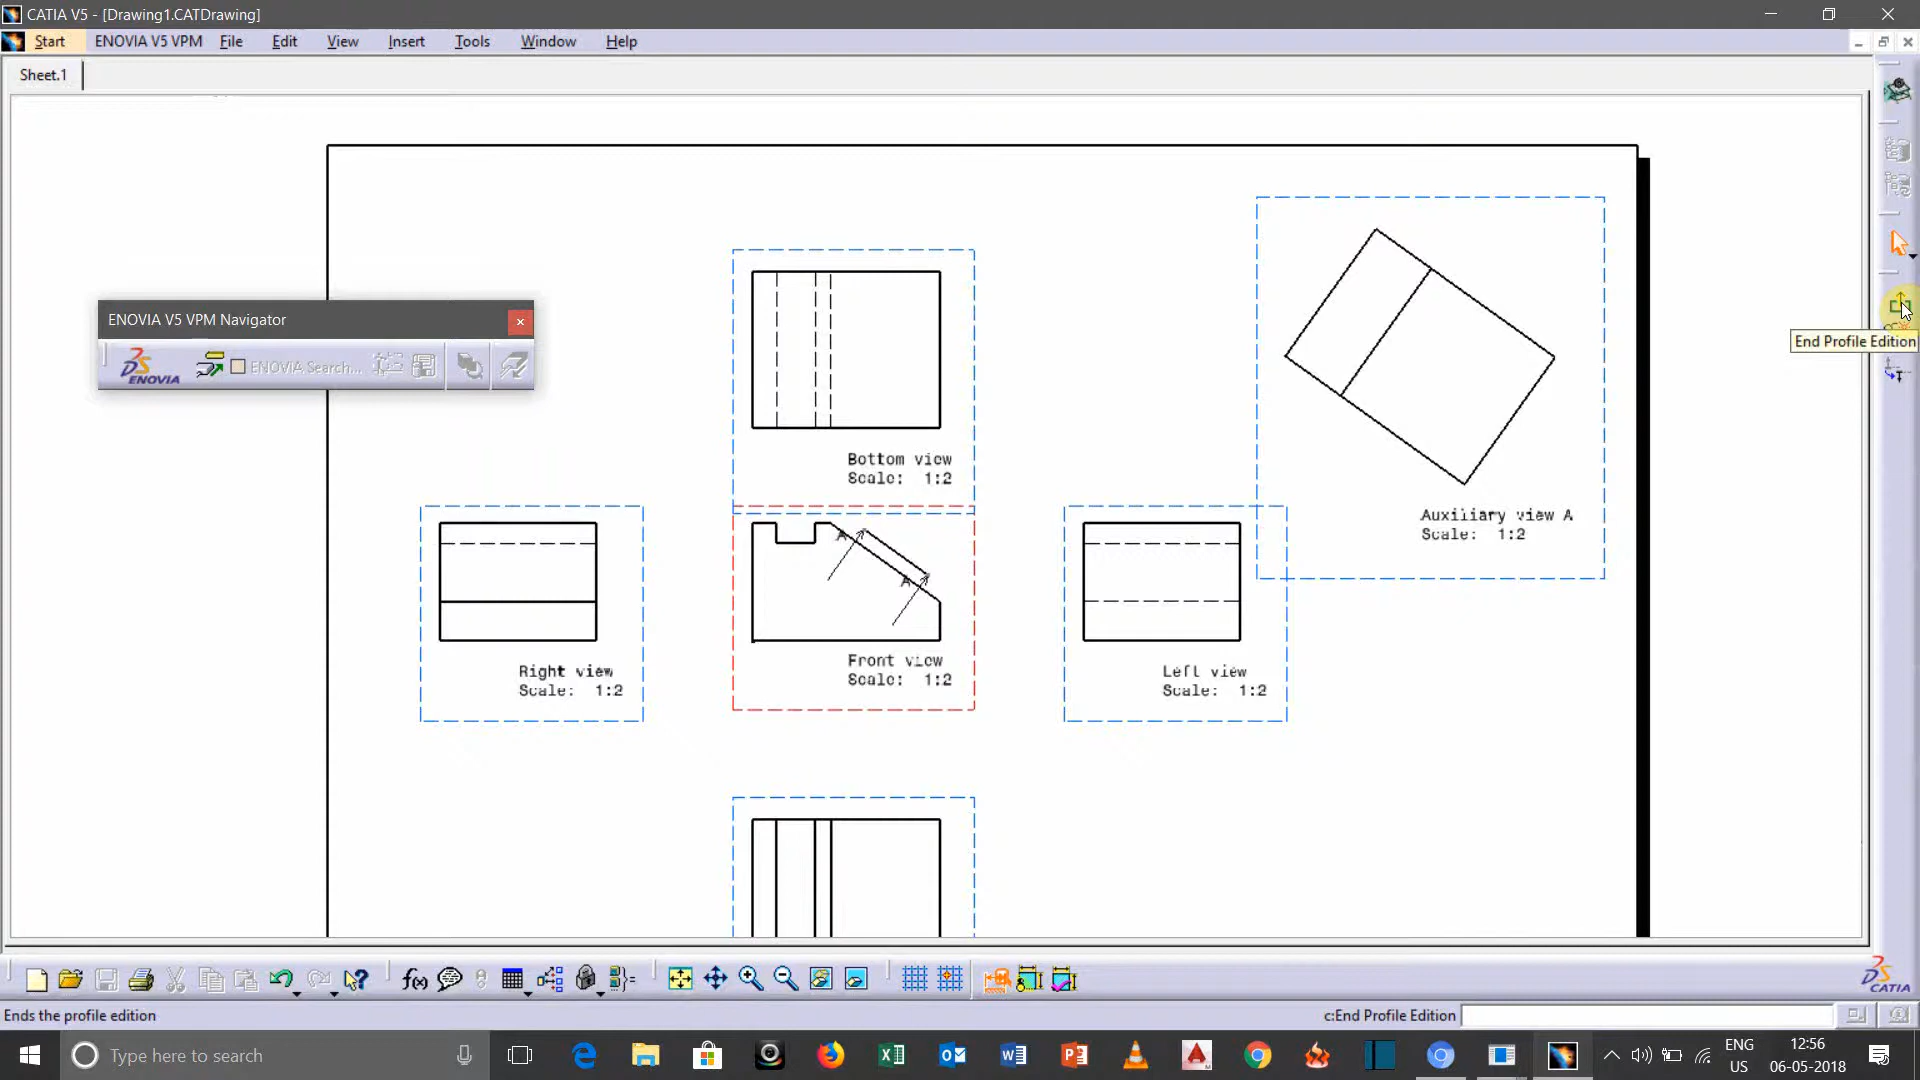 CATIA V5 - [Drawing1.CATDrawing]
Start ENOVIA V5 VPM File Edit View Insert Tools Window Help
Sheet.1
ENOVIA V5 VPM Navigator
ENOVIA
ENOVIA Search...
End Profile Edition
Bottom view
Scale: 1:2
Auxiliary view A
Scale: 1:2
A
A
Right view
Scale: 1:2
Front view
Scale: 1:2
Left view
Scale: 1:2
f(x)
CATIA
Ends the profile edition
c:End Profile Edition
Type here to search
ENG
US
12:56
06-05-2018